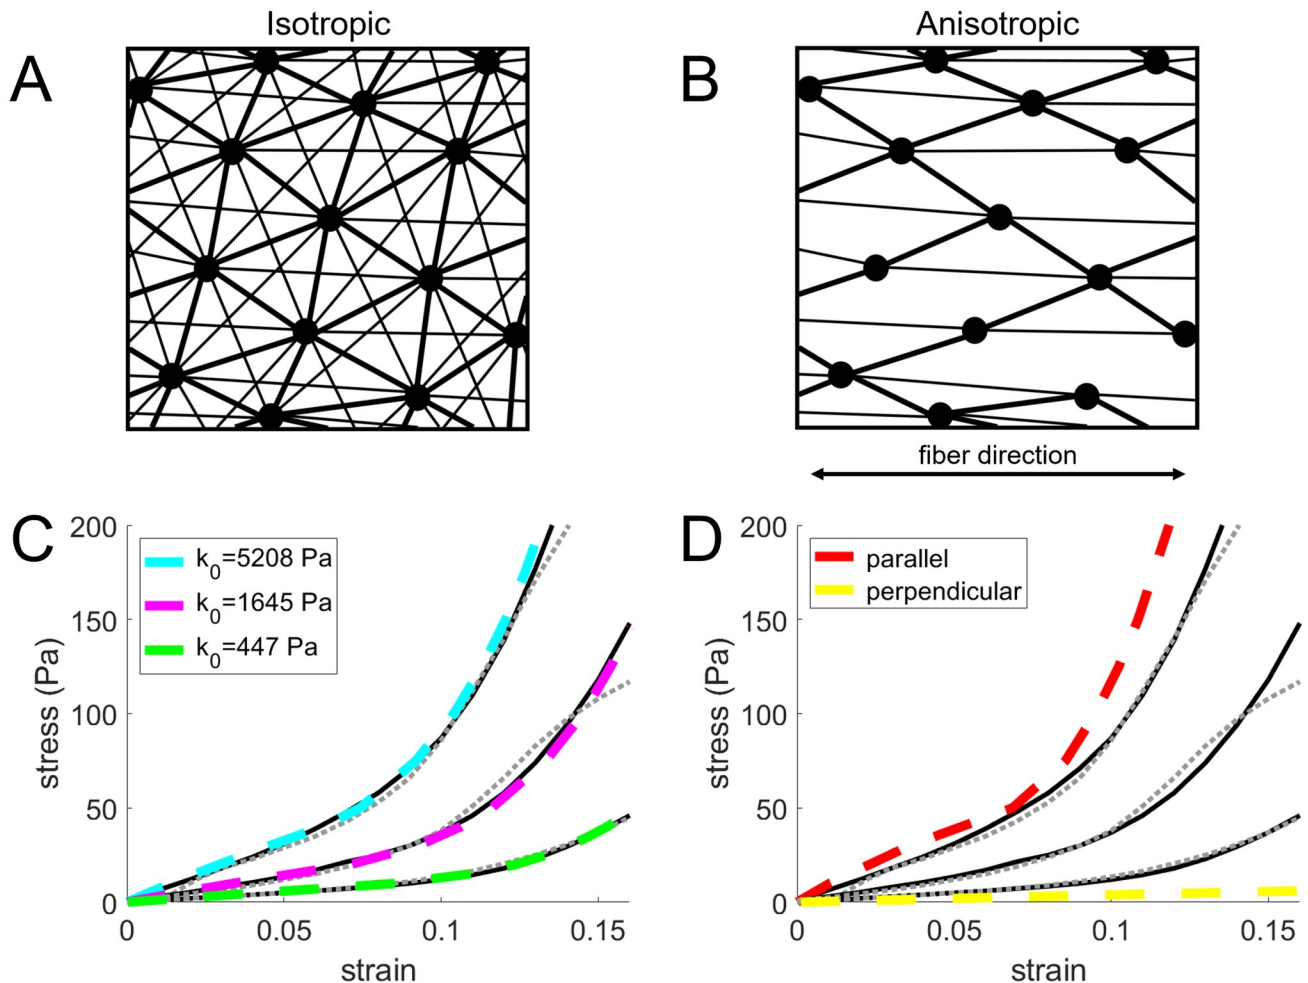 Isotropic
Anisotropic
A
B
fiber direction
C
200
150
100
50
0
0
0.05
0.1
0.15
stress (Pa)
strain
k0=5208 Pa
k0=1645 Pa
k0=447 Pa
D
200
150
100
50
0
0
0.05
0.1
0.15
stress (Pa)
strain
parallel
perpendicular